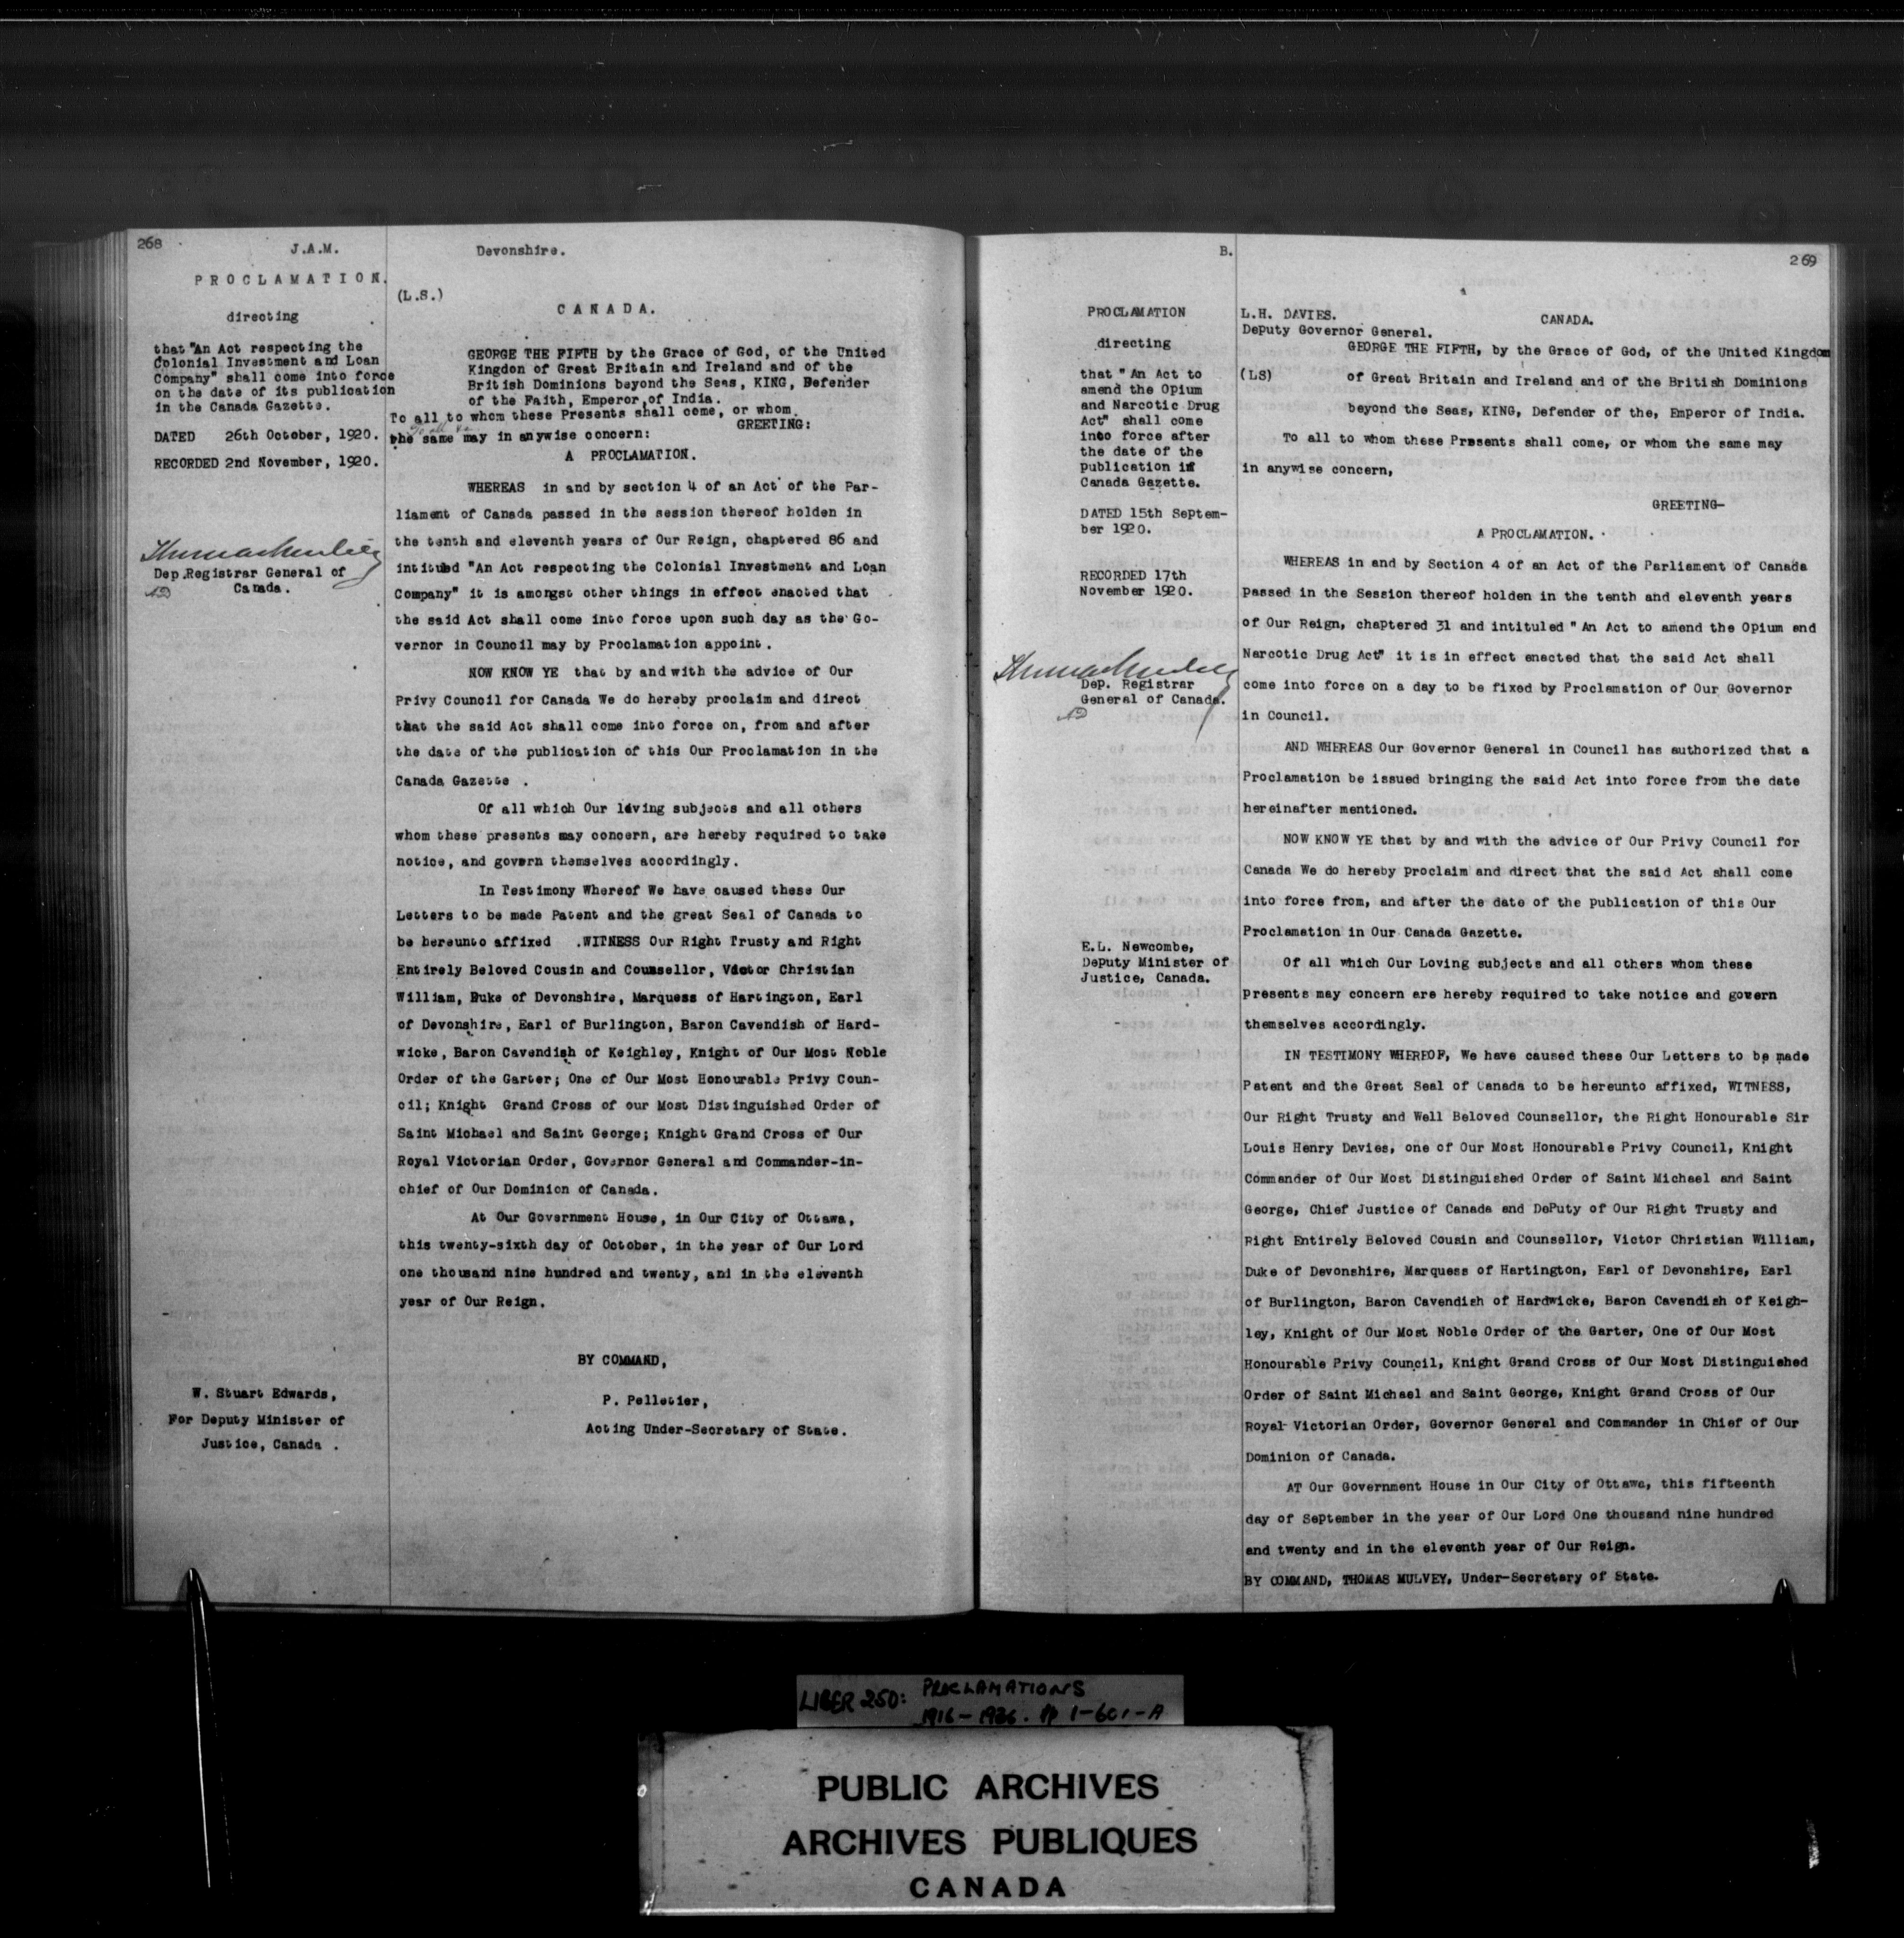 268
J.A.M.
PROCLAMATION.
directing
that "An Act respecting the
Colonial Investment and Loan
Company" shall come into force
on the date of its publication
in the Canada Gazette.
DATED 26th October, 1920.
RECORDED 2nd November, 1920.
Dep.Registrar General of
Canada.
W. Stuart Edwards,
For Deputy Minister of
Justice, Canada .
Devonshire.
(L.S.)
CANADA.
GEORGE THE FIFTH by the Grace of God, of the United
Kingdon of Great Britain and Ireland and of the
British Dominions beyond the Seas, KING, Defender
of the Faith, Emperor of India.
To all to whom these Presents shall come, or whom
GREETING:
the same may in anywise concern:
A PROCLAMATION.
WHEREAS in and by section 4 of an Act of the Par-
liament of Canada passed in the session thereof holden in
the tenth and eleventh years of Our Reign, chaptered 86 and
intituled "An Act respecting the Colonial Investment and Loan
Company" it is amongst other things in effect enacted that
the said Act shall come into force upon such day as the Go-
vernor in Council may by Proclamation appoint.
NOW KNOW YE that by and with the advice of Our
Privy Council for Canada We do hereby proclaim and direct
that the said Act shall come into force on, from and after
the date of the publication of this Our Proclamation in the
Canada Gazette .
Of all which Our living subjects and all others
whom these presents may concern, are hereby required to take
notice, and govern themselves accordingly.
In Testimony Whereof We have caused these Our
Letters to be made Patent and the great Seal of Canada to
be hereunto affixed .WITNESS Our Right Trusty and Right
Entirely Beloved Cousin and Counsellor, Victor Christian
William, Duke of Devonshire, Marquess of Hartington, Earl
of Devonshire, Earl of Burlington, Baron Cavendish of Hard-
wicke, Baron Cavendish of Keighley, Knight of Our Most Noble
Order of the Garter; One of Our Most Honourable Privy Coun-
cil; Knight Grand Cross of our Most Distinguished Order of
Saint Michael and Saint George; Knight Grand Cross of Our
Royal Victorian Order, Governor General and Commander-in-
chief of Our Dominion of Canada.
At Our Government House, in Our City of Ottawa,
this twenty-sixth day of October, in the year of Our Lord
one thousand nine hundred and twenty, and in the eleventh
year of Our Reign.
BY COMMAND,
P. Pelletier,
Acting Under-Secretary of State.
B.
269
PROCLAMATION
directing
that " An Act to
amend the Opium
and Narcotic Drug
Act" shall come
into force after
the date of the
publication in
Canada Gazette.
DATED 15th Septem-
ber 1920.
RECORDED 17th
November 1920.
Dep. Registrar
General of Canada.
E.L. Newcombe,
Deputy Minister of
Justice, Canada.
L.H. DAVIES.
CANADA.
Deputy Governor General.
GEORGE THE FIFTH, by the Grace of God, of the United Kingdom
(LS) of Great Britain and Ireland and of the British Dominions
beyond the Seas, KING, Defender of the, Emperor of India.
To all to whom these Presents shall come, or whom the same may
in anywise concern,
GREETING—
A PROCLAMATION.
WHEREAS in and by Section 4 of an Act of the Parliament of Canada
passed in the Session thereof holden in the tenth and eleventh years
of Our Reign, chaptered 31 and intituled " An Act to amend the Opium and
Narcotic Drug Act" it is in effect enacted that the said Act shall
come into force on a day to be fixed by Proclamation of Our Governor
in Council.
AND WHEREAS Our Governor General in Council has authorized that a
Proclamation be issued bringing the said Act into force from the date
hereinafter mentioned.
NOW KNOW YE that by and with the advice of Our Privy Council for
Canada We do hereby proclaim and direct that the said Act shall come
into force from, and after the date of the publication of this Our
Proclamation in Our Canada Gazette.
Of all which Our Loving subjects and all others whom these
presents may concern are hereby required to take notice and govern
themselves accordingly.
IN TESTIMONY WHEREOF, We have caused these Our Letters to be made
Patent and the Great Seal of Canada to be hereunto affixed, WITNESS,
Our Right Trusty and Well Beloved Counsellor, the Right Honourable Sir
Louis Henry Davies, one of Our Most Honourable Privy Council, Knight
Commander of Our Most Distinguished Order of Saint Michael and Saint
George, Chief Justice of Canada and DePuty of Our Right Trusty and
Right Entirely Beloved Cousin and Counsellor, Victor Christian William,
Duke of Devonshire, Marquess of Hartington, Earl of Devonshire, Earl
of Burlington, Baron Cavendish of Hardwicke, Baron Cavendish of Keigh-
ley, Knight of Our Most Noble Order of the Garter, One of Our Most
Honourable Privy Council, Knight Grand Cross of Our Most Distinguished
Order of Saint Michael and Saint George, Knight Grand Cross of Our
Royal Victorian Order, Governor General and Commander in Chief of Our
Dominion of Canada.
AT Our Government House in Our City of Ottawa, this fifteenth
day of September in the year of Our Lord One thousand nine hundred
and twenty and in the eleventh year of Our Reign.
BY COMMAND, THOMAS MULVEY, Under-Secretary of State.
LIBER 250: PROCLAMATIONS
1916-1936. pp 1-601-A
PUBLIC ARCHIVES
ARCHIVES PUBLIQUES
CANADA